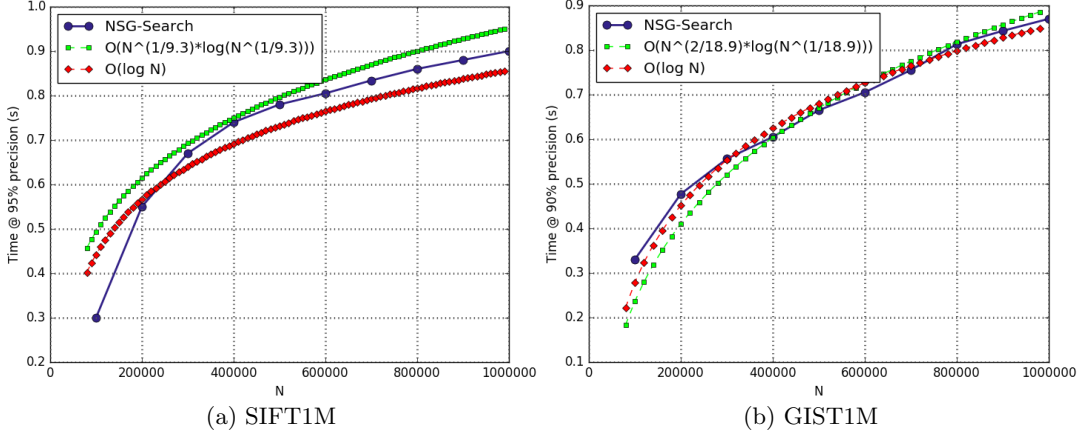 NSG-Search
O(N^(1/9.3)*log(N^(1/9.3)))
O(log N)
Time @ 95% precision (s)
1.0
0.9
0.8
0.7
0.6
0.5
0.4
0.3
0.2
0 200000 400000 600000 800000 1000000
N
(a) SIFT1M
NSG-Search
O(N^(2/18.9)*log(N^(1/18.9)))
O(log N)
Time @ 90% precision (s)
0.9
0.8
0.7
0.6
0.5
0.4
0.3
0.2
0.1
0 200000 400000 600000 800000 1000000
N
(b) GIST1M